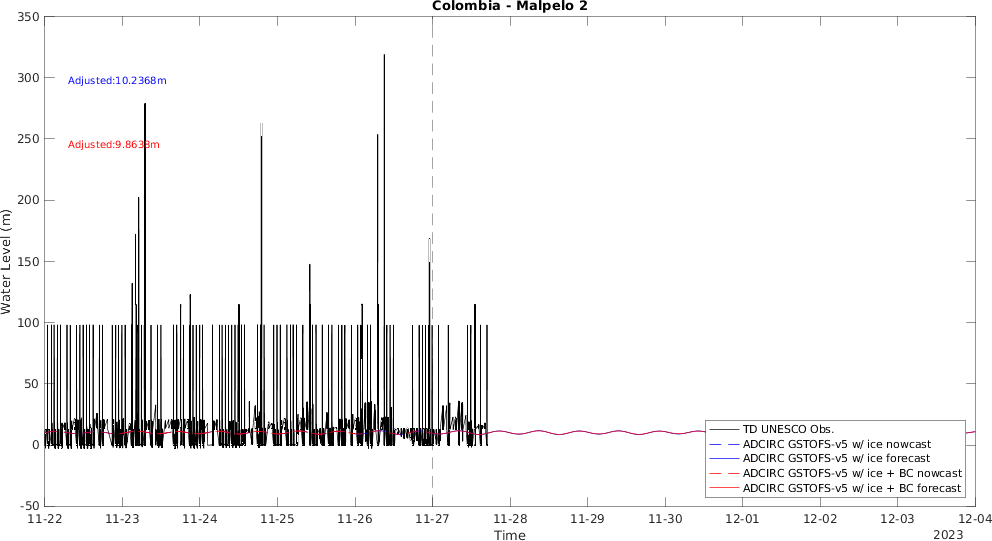 Colombia - Malpelo 2
350
300
250
200
150
100
50
0
-50
Water Level (m)
Adjusted:10.2368m
Adjusted:9.8638m
TD UNESCO Obs.
ADCIRC GSTOFS-v5 w/ ice nowcast
ADCIRC GSTOFS-v5 w/ ice forecast
ADCIRC GSTOFS-v5 w/ ice + BC nowcast
ADCIRC GSTOFS-v5 w/ ice + BC forecast
11-22 11-23 11-24 11-25 11-26 11-27 11-28 11-29 11-30 12-01 12-02 12-03 12-04
Time
2023